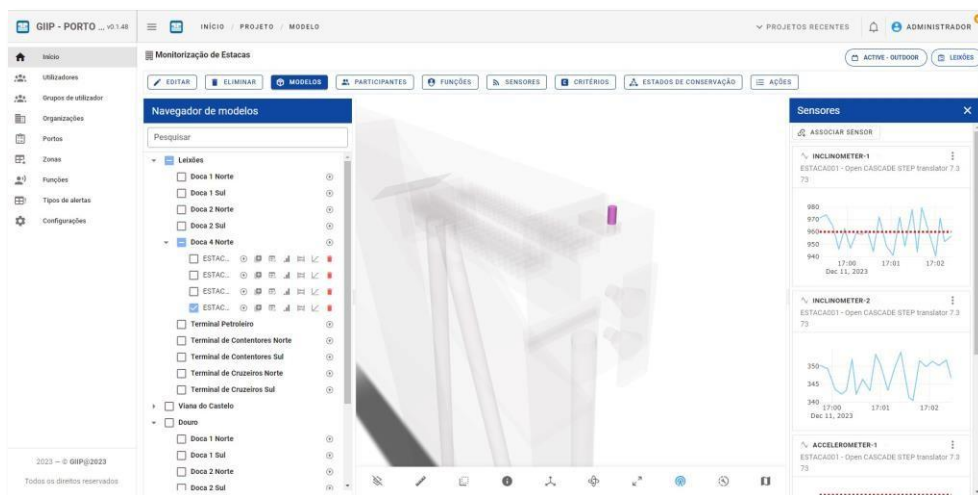 GIIP - PORTO ... v0.1.48
INÍCIO / PROJETO / MODELO
PROJETOS RECENTES
ADMINISTRADOR
Início
Utilizadores
Grupos de utilizador
Organizações
Portos
Zonas
Funções
Tipos de alertas
Configurações
2023 — © GIIP@2023
Todos os direitos reservados
Monitorização de Estacas
ACTIVE - OUTDOOR
LEIXÕES
EDITAR
ELIMINAR
MODELOS
PARTICIPANTES
FUNÇÕES
SENSORES
CRITÉRIOS
ESTADOS DE CONSERVAÇÃO
AÇÕES
Navegador de modelos
Pesquisar
Leixões
Doca 1 Norte
Doca 1 Sul
Doca 2 Norte
Doca 2 Sul
Doca 4 Norte
ESTAC...
ESTAC...
ESTAC...
ESTAC...
Terminal Petroleiro
Terminal de Contentores Norte
Terminal de Contentores Sul
Terminal de Cruzeiros Norte
Terminal de Cruzeiros Sul
Viana do Castelo
Douro
Doca 1 Norte
Doca 1 Sul
Doca 2 Norte
Doca 2 Sul
Sensores
ASSOCIAR SENSOR
INCLINOMETER-1
ESTACA001 - Open CASCADE STEP translator 7.3
73
980
970
960
950
940
17:00 17:01 17:02
Dec 11, 2023
INCLINOMETER-2
ESTACA001 - Open CASCADE STEP translator 7.3
73
350
345
340
17:00 17:01 17:02
Dec 11, 2023
ACCELEROMETER-1
ESTACA001 - Open CASCADE STEP translator 7.3
73